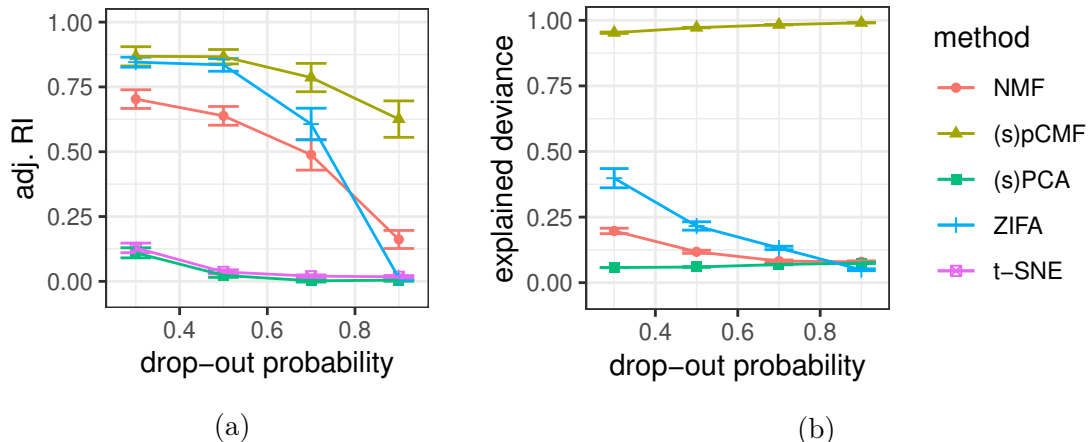 adj. RI
1.00
0.75
0.50
0.25
0.00
0.4 0.6 0.8
drop−out probability
(a)
explained deviance
1.00
0.75
0.50
0.25
0.00
0.4 0.6 0.8
drop−out probability
(b)
method
NMF
(s)pCMF
(s)PCA
ZIFA
t−SNE